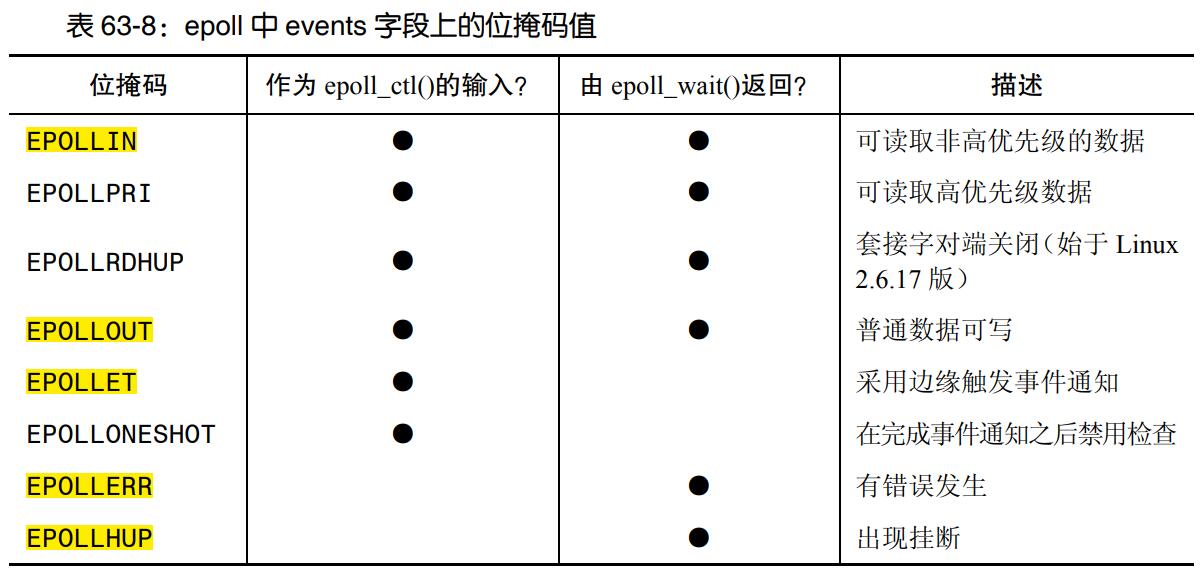 表 63-8：epoll 中 events 字段上的位掩码值
位掩码 作为 epoll_ctl()的输入？ 由 epoll_wait()返回？ 描述
EPOLLIN ● ● 可读取非高优先级的数据
EPOLLPRI ● ● 可读取高优先级数据
EPOLLRDHUP ● ● 套接字对端关闭（始于 Linux
2.6.17 版）
EPOLLOUT ● ● 普通数据可写
EPOLLET ● 采用边缘触发事件通知
EPOLLONESHOT ● 在完成事件通知之后禁用检查
EPOLLERR ● 有错误发生
EPOLLHUP ● 出现挂断